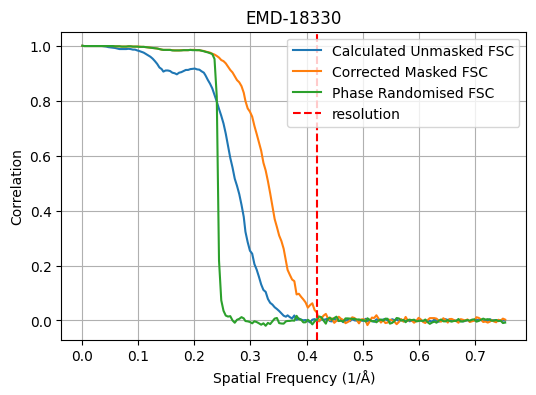 EMD-18330
1.0
0.8
0.6
0.4
0.2
0.0
Correlation
Calculated Unmasked FSC
Corrected Masked FSC
Phase Randomised FSC
resolution
0.0 0.1 0.2 0.3 0.4 0.5 0.6 0.7
Spatial Frequency (1/Å)